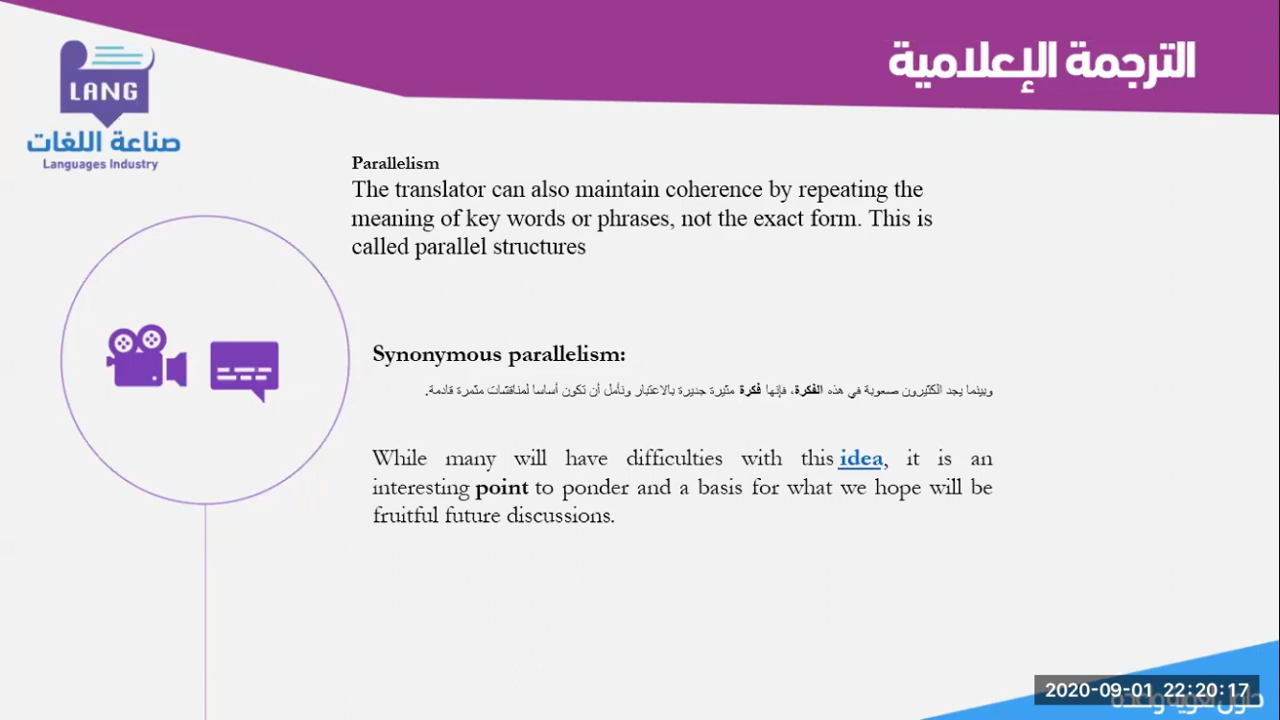 الترجمة الإعلامية
LANG
صناعة اللغات
Languages Industry
Parallelism
The translator can also maintain coherence by repeating the
meaning of key words or phrases, not the exact form. This is
called parallel structures
Synonymous parallelism:
وبينما يجد الكثيرون صعوبة في هذه الفكرة، فإنها فكرة مثيرة جديرة بالاعتبار ونأمل أن تكون أساسا لمناقشات مثمرة قادمة.
While many will have difficulties with this idea, it is an
interesting point to ponder and a basis for what we hope will be
fruitful future discussions.
2020-09-01 22:20:17
حلول لغوية واعدة